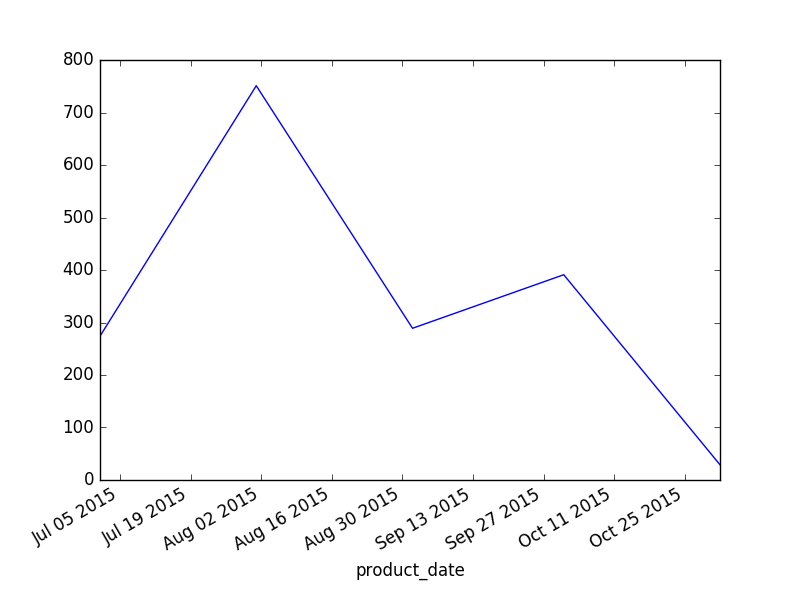 800
700
600
500
400
300
200
100
0
Jul 05 2015
Jul 19 2015
Aug 02 2015
Aug 16 2015
Aug 30 2015
Sep 13 2015
Sep 27 2015
Oct 11 2015
Oct 25 2015
product_date